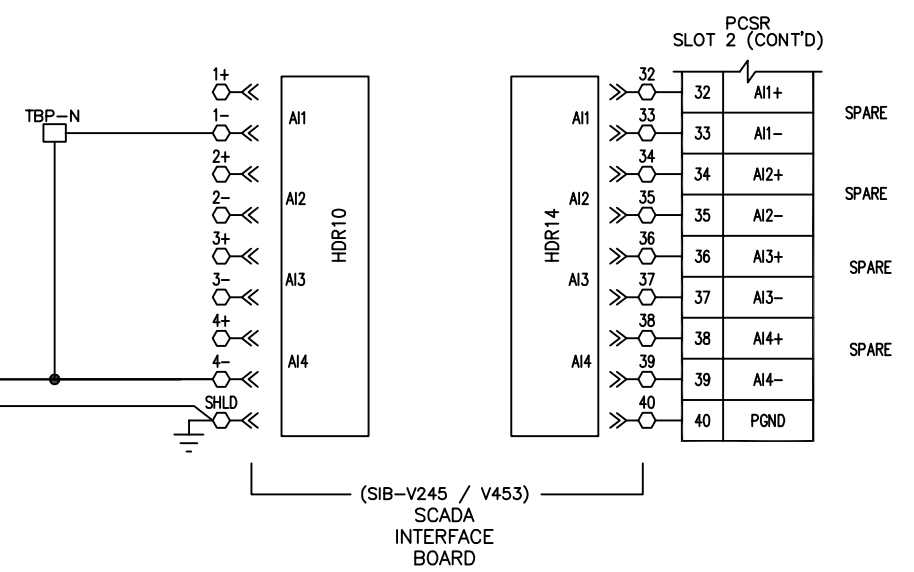 PCSR
SLOT 2 (CONT'D)
1+
1-
2+
2-
3+
3-
4+
4-
SHLD
TBP-N
AI1
AI2
AI3
AI4
HDR10
AI1
AI2
AI3
AI4
HDR14
32
33
34
35
36
37
38
39
40
32 AI1+
33 AI1-
34 AI2+
35 AI2-
36 AI3+
37 AI3-
38 AI4+
39 AI4-
40 PGND
SPARE
SPARE
SPARE
SPARE
(SIB-V245 / V453)
SCADA
INTERFACE
BOARD